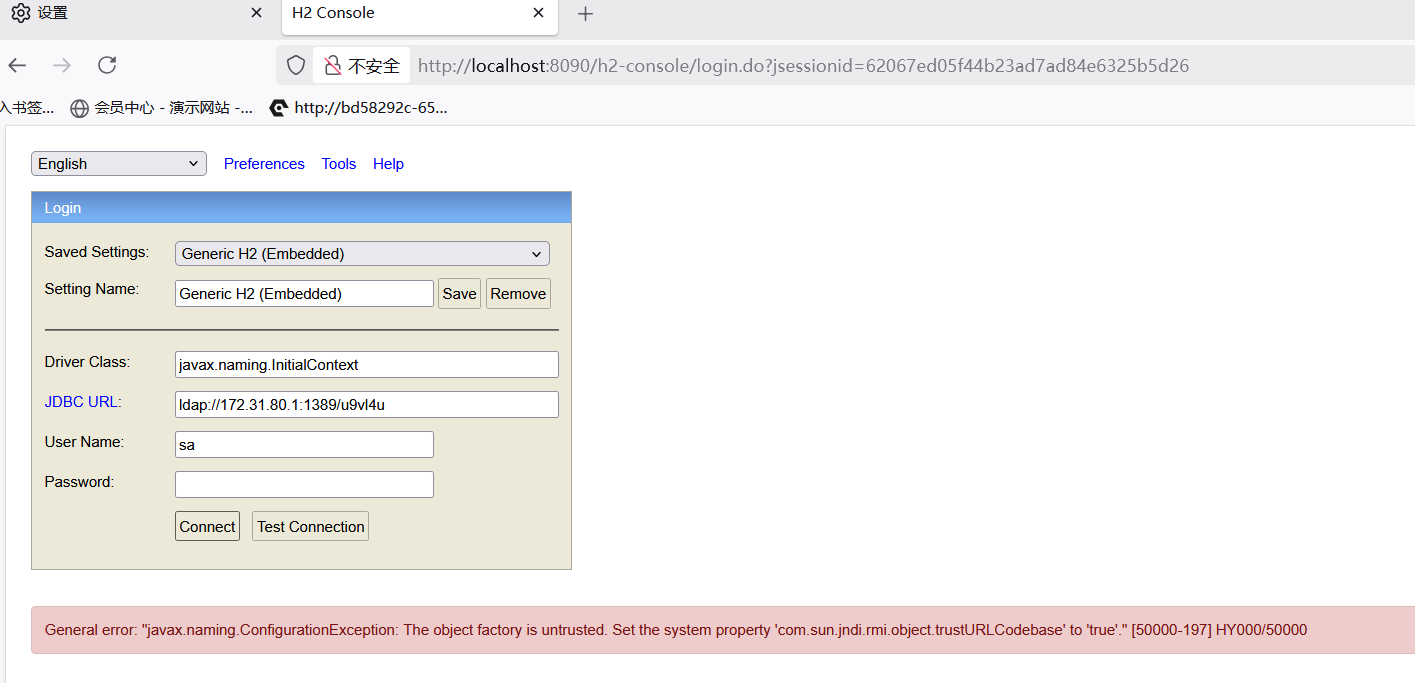 设置
H2 Console
不安全 http://localhost:8090/h2-console/login.do?jsessionid=62067ed05f44b23ad7ad84e6325b5d26
入书签... 会员中心 - 演示网站 -... http://bd58292c-65...
English Preferences Tools Help
Login
Saved Settings: Generic H2 (Embedded)
Setting Name: Generic H2 (Embedded) Save Remove
Driver Class: javax.naming.InitialContext
JDBC URL: ldap://172.31.80.1:1389/u9vl4u
User Name: sa
Password:
Connect Test Connection
General error: "javax.naming.ConfigurationException: The object factory is untrusted. Set the system property 'com.sun.jndi.rmi.object.trustURLCodebase' to 'true'." [50000-197] HY000/50000